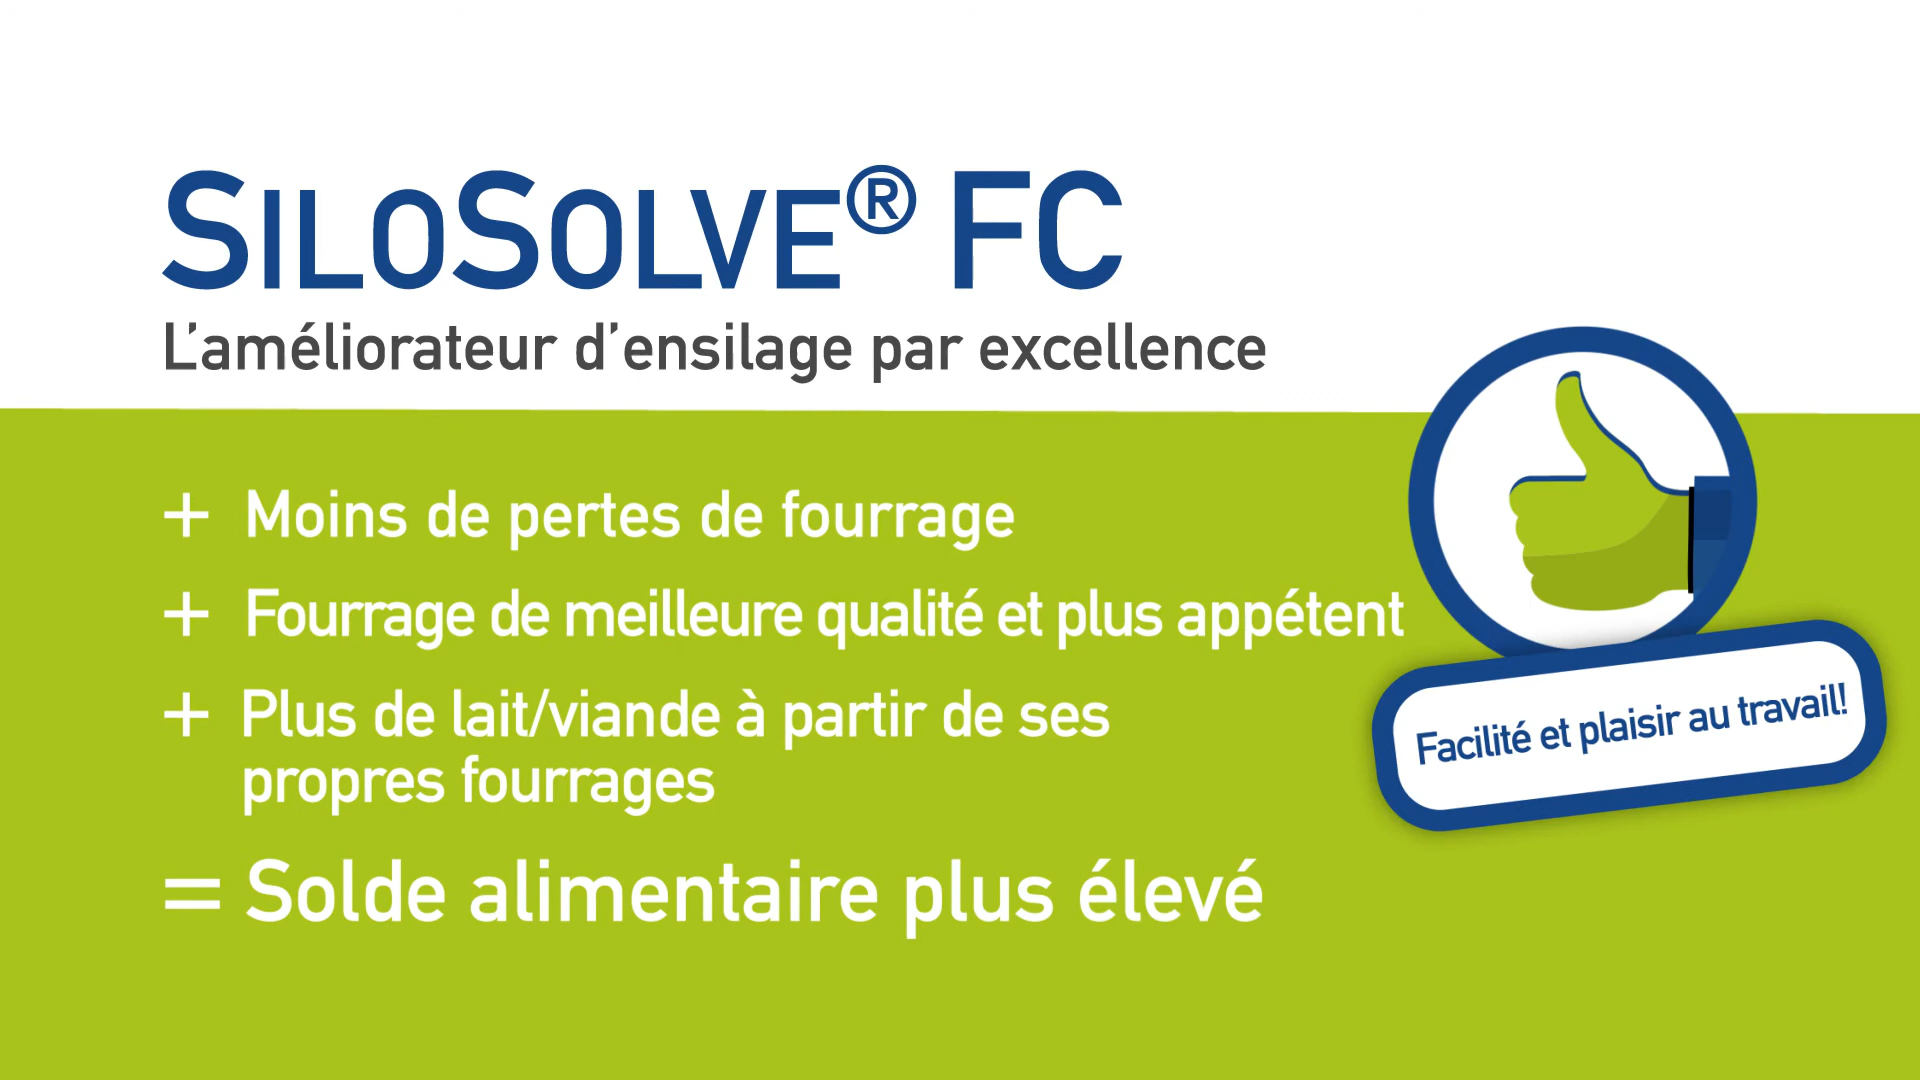 SILOSOLVE® FC
L’améliorateur d’ensilage par excellence
+ Moins de pertes de fourrage
+ Fourrage de meilleure qualité et plus appétent
+ Plus de lait/viande à partir de ses
propres fourrages
= Solde alimentaire plus élevé
Facilité et plaisir au travail!